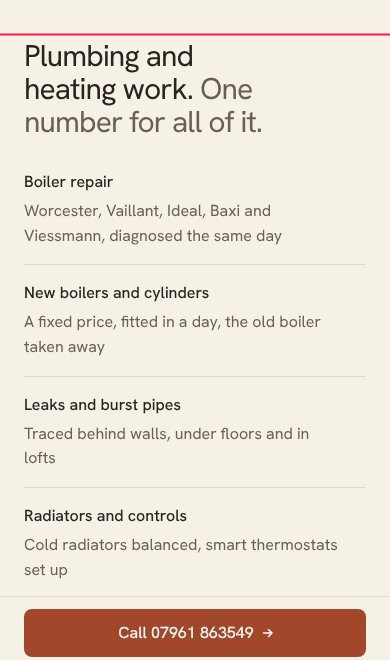 Plumbing and
heating work. One
number for all of it.
Boiler repair
Worcester, Vaillant, Ideal, Baxi and
Viessmann, diagnosed the same day
New boilers and cylinders
A fixed price, fitted in a day, the old boiler
taken away
Leaks and burst pipes
Traced behind walls, under floors and in
lofts
Radiators and controls
Cold radiators balanced, smart thermostats
set up
Call 07961 863549 →